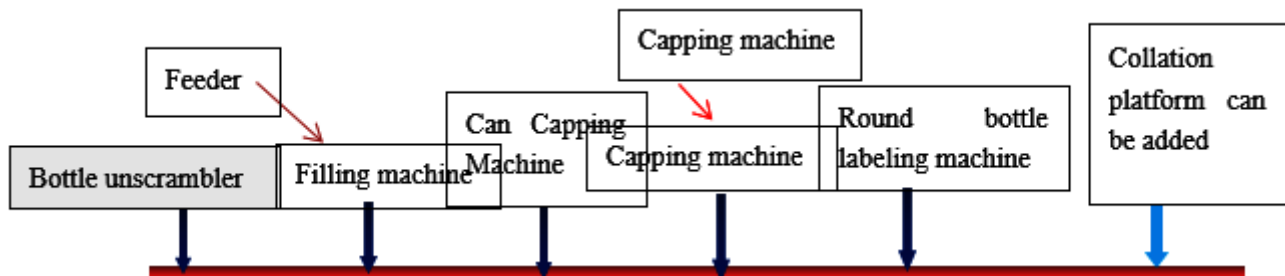 Feeder
Bottle unscrambler
Filling machine
Can Capping
Machine
Capping machine
Capping machine
Round bottle
labeling machine
Collation
platform can
be added